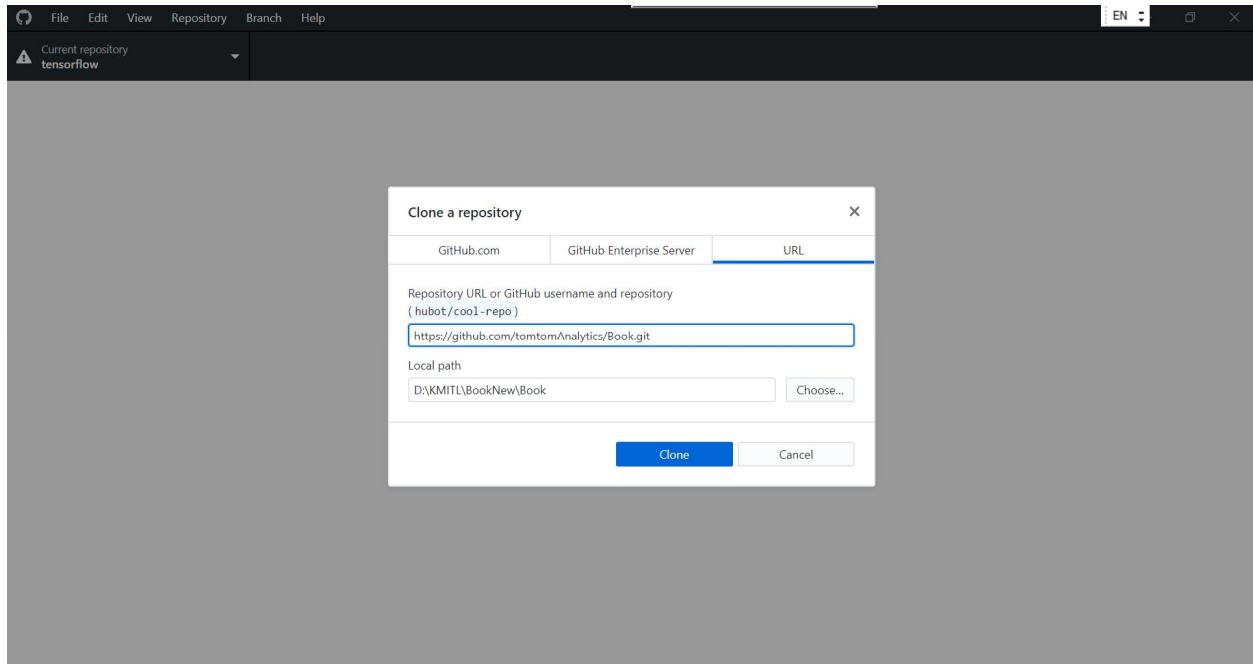 File Edit View Repository Branch Help EN
Current repository
tensorflow
Clone a repository
GitHub.com GitHub Enterprise Server URL
Repository URL or GitHub username and repository
(hubot/cool-repo)
https://github.com/tomtomAnalytics/Book.git
Local path
D:\KMITL\BookNew\Book Choose...
Clone Cancel